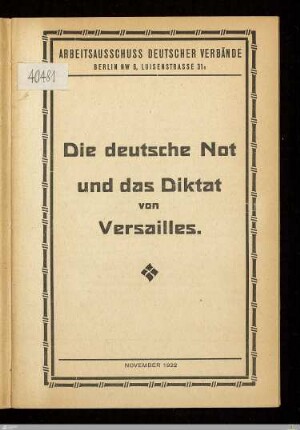 ARBEITSAUSSCHUSS DEUTSCHER VERBÄNDE
BERLIN NW 6, LUISENSTRASSE 31a
40481
Die deutsche Not
und das Diktat
von
Versailles.
NOVEMBER 1922